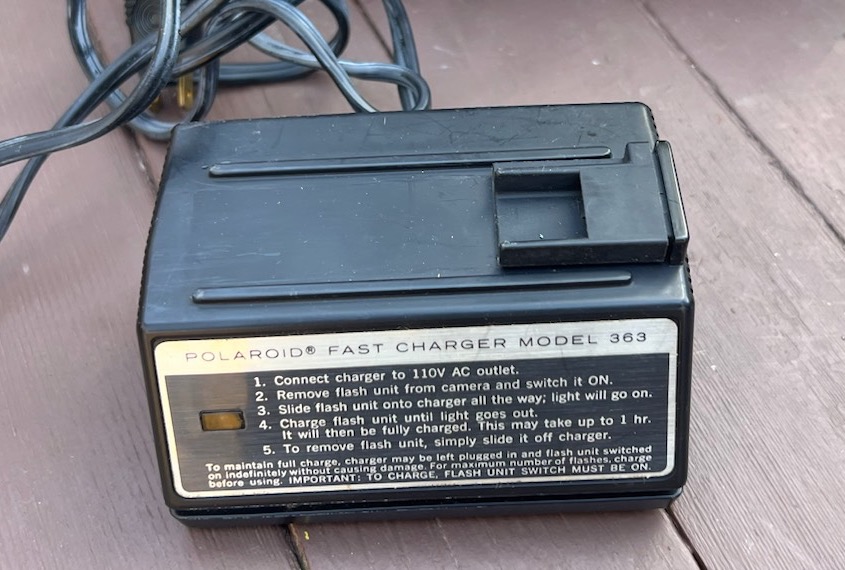 POLAROID® FAST CHARGER MODEL 363
1. Connect charger to 110V AC outlet.
2. Remove flash unit from camera and switch it ON.
3. Slide flash unit onto charger all the way; light will go on.
4. Charge flash unit until light goes out.
It will then be fully charged. This may take up to 1 hr.
5. To remove flash unit, simply slide it off charger.
To maintain full charge, charger may be left plugged in and flash unit switched
on indefinitely without causing damage. For maximum number of flashes, charge
before using. IMPORTANT: TO CHARGE, FLASH UNIT SWITCH MUST BE ON.